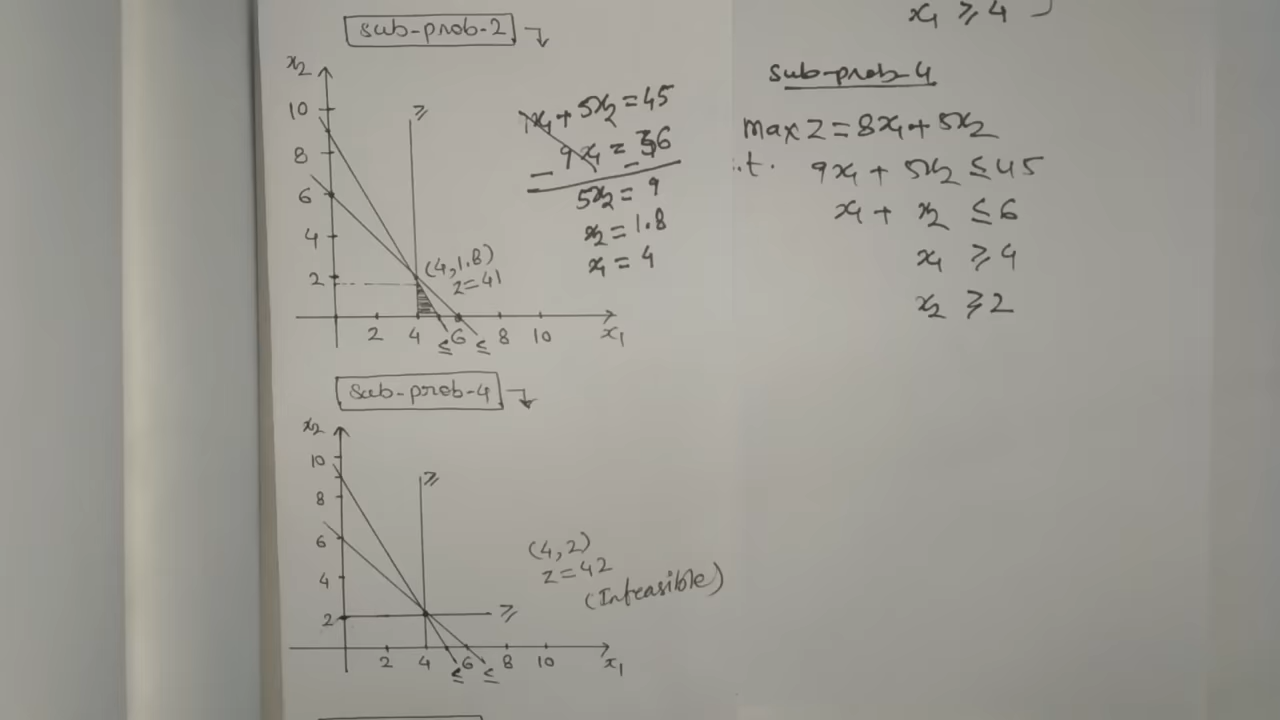 x₁ ≥ 4
sub-prob-2
x₂
10
8
6
4
2
≥
(4,1.8)
z=41
2 4 6 8 10 x₁
≤ ≤
x₁ + 5x₂ = 45
− 9x₁ = −36
5x₂ = 9
x₂ = 1.8
x₁ = 4
sub-prob-4
max Z = 8x₁ + 5x₂
.t. 9x₁ + 5x₂ ≤ 45
x₁ + x₂ ≤ 6
x₁ ≥ 4
x₂ ≥ 2
sub-prob-4
x₂
10
8
6
4
2
≥
≥
2 4 6 8 10 x₁
≤ ≤
(4,2)
z=42
(Infeasible)